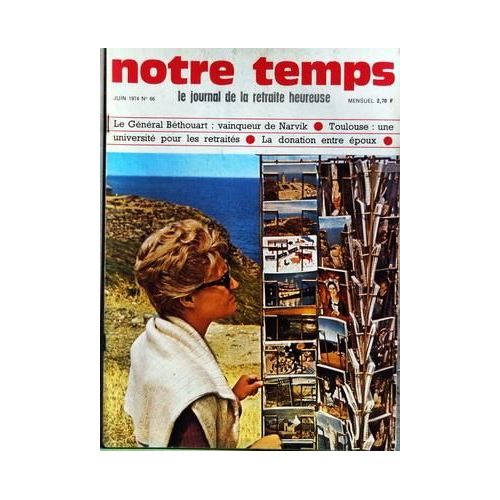 notre temps
JUIN 1974 N° 66 le journal de la retraite heureuse MENSUEL 2,70 F
Le Général Béthouart : vainqueur de Narvik ● Toulouse : une
université pour les retraités ● La donation entre époux ●